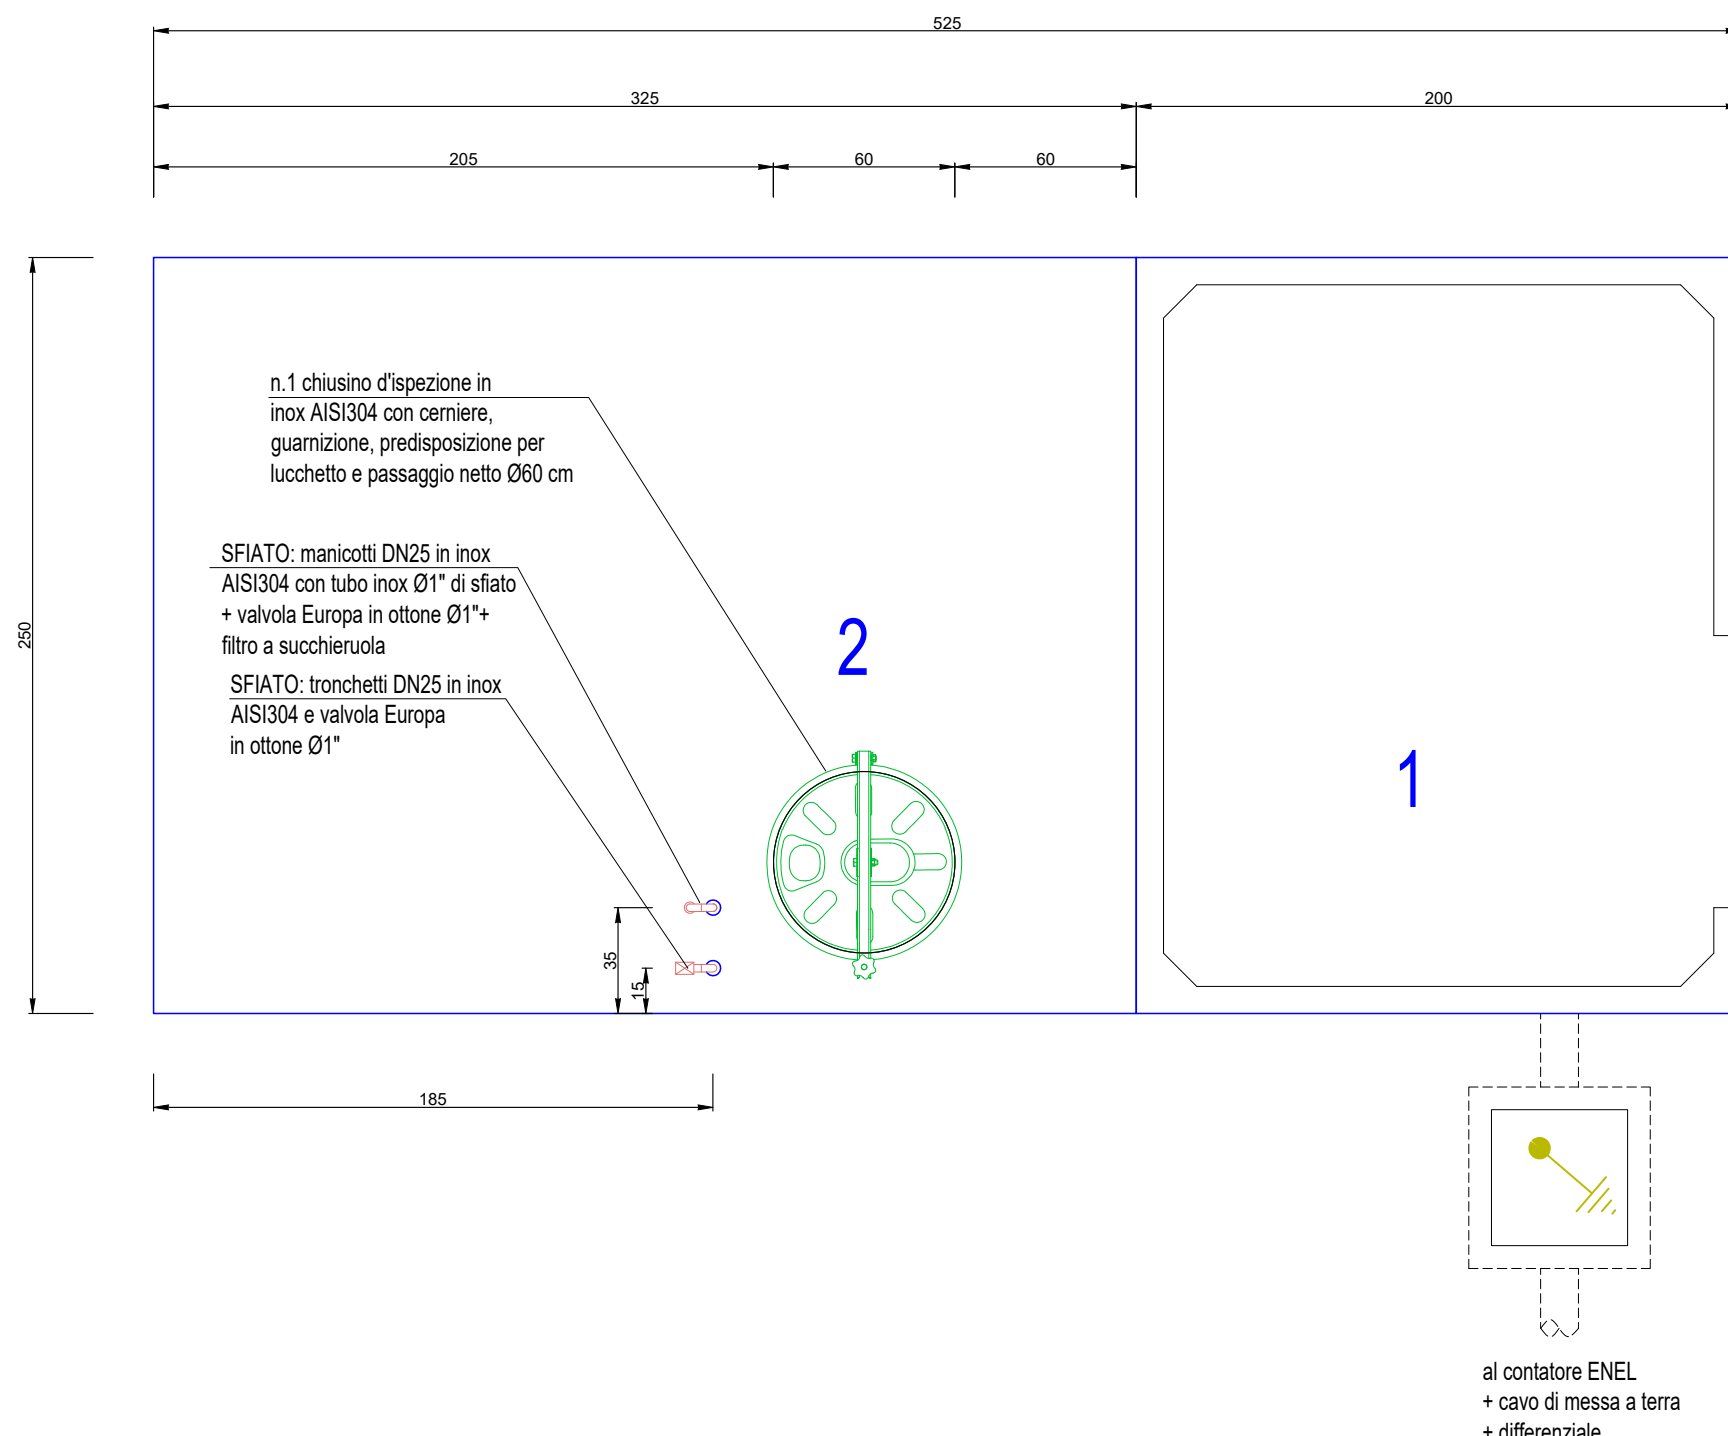 525
325
200
205
60
60
250
n.1 chiusino d'ispezione in
inox AISI304 con cerniere,
guarnizione, predisposizione per
lucchetto e passaggio netto Ø60 cm
SFIATO: manicotti DN25 in inox
AISI304 con tubo inox Ø1" di sfiato
+ valvola Europa in ottone Ø1"+
filtro a succhieruola
SFIATO: tronchetti DN25 in inox
AISI304 e valvola Europa
in ottone Ø1"
2
1
35
15
185
al contatore ENEL
+ cavo di messa a terra
+ differenziale